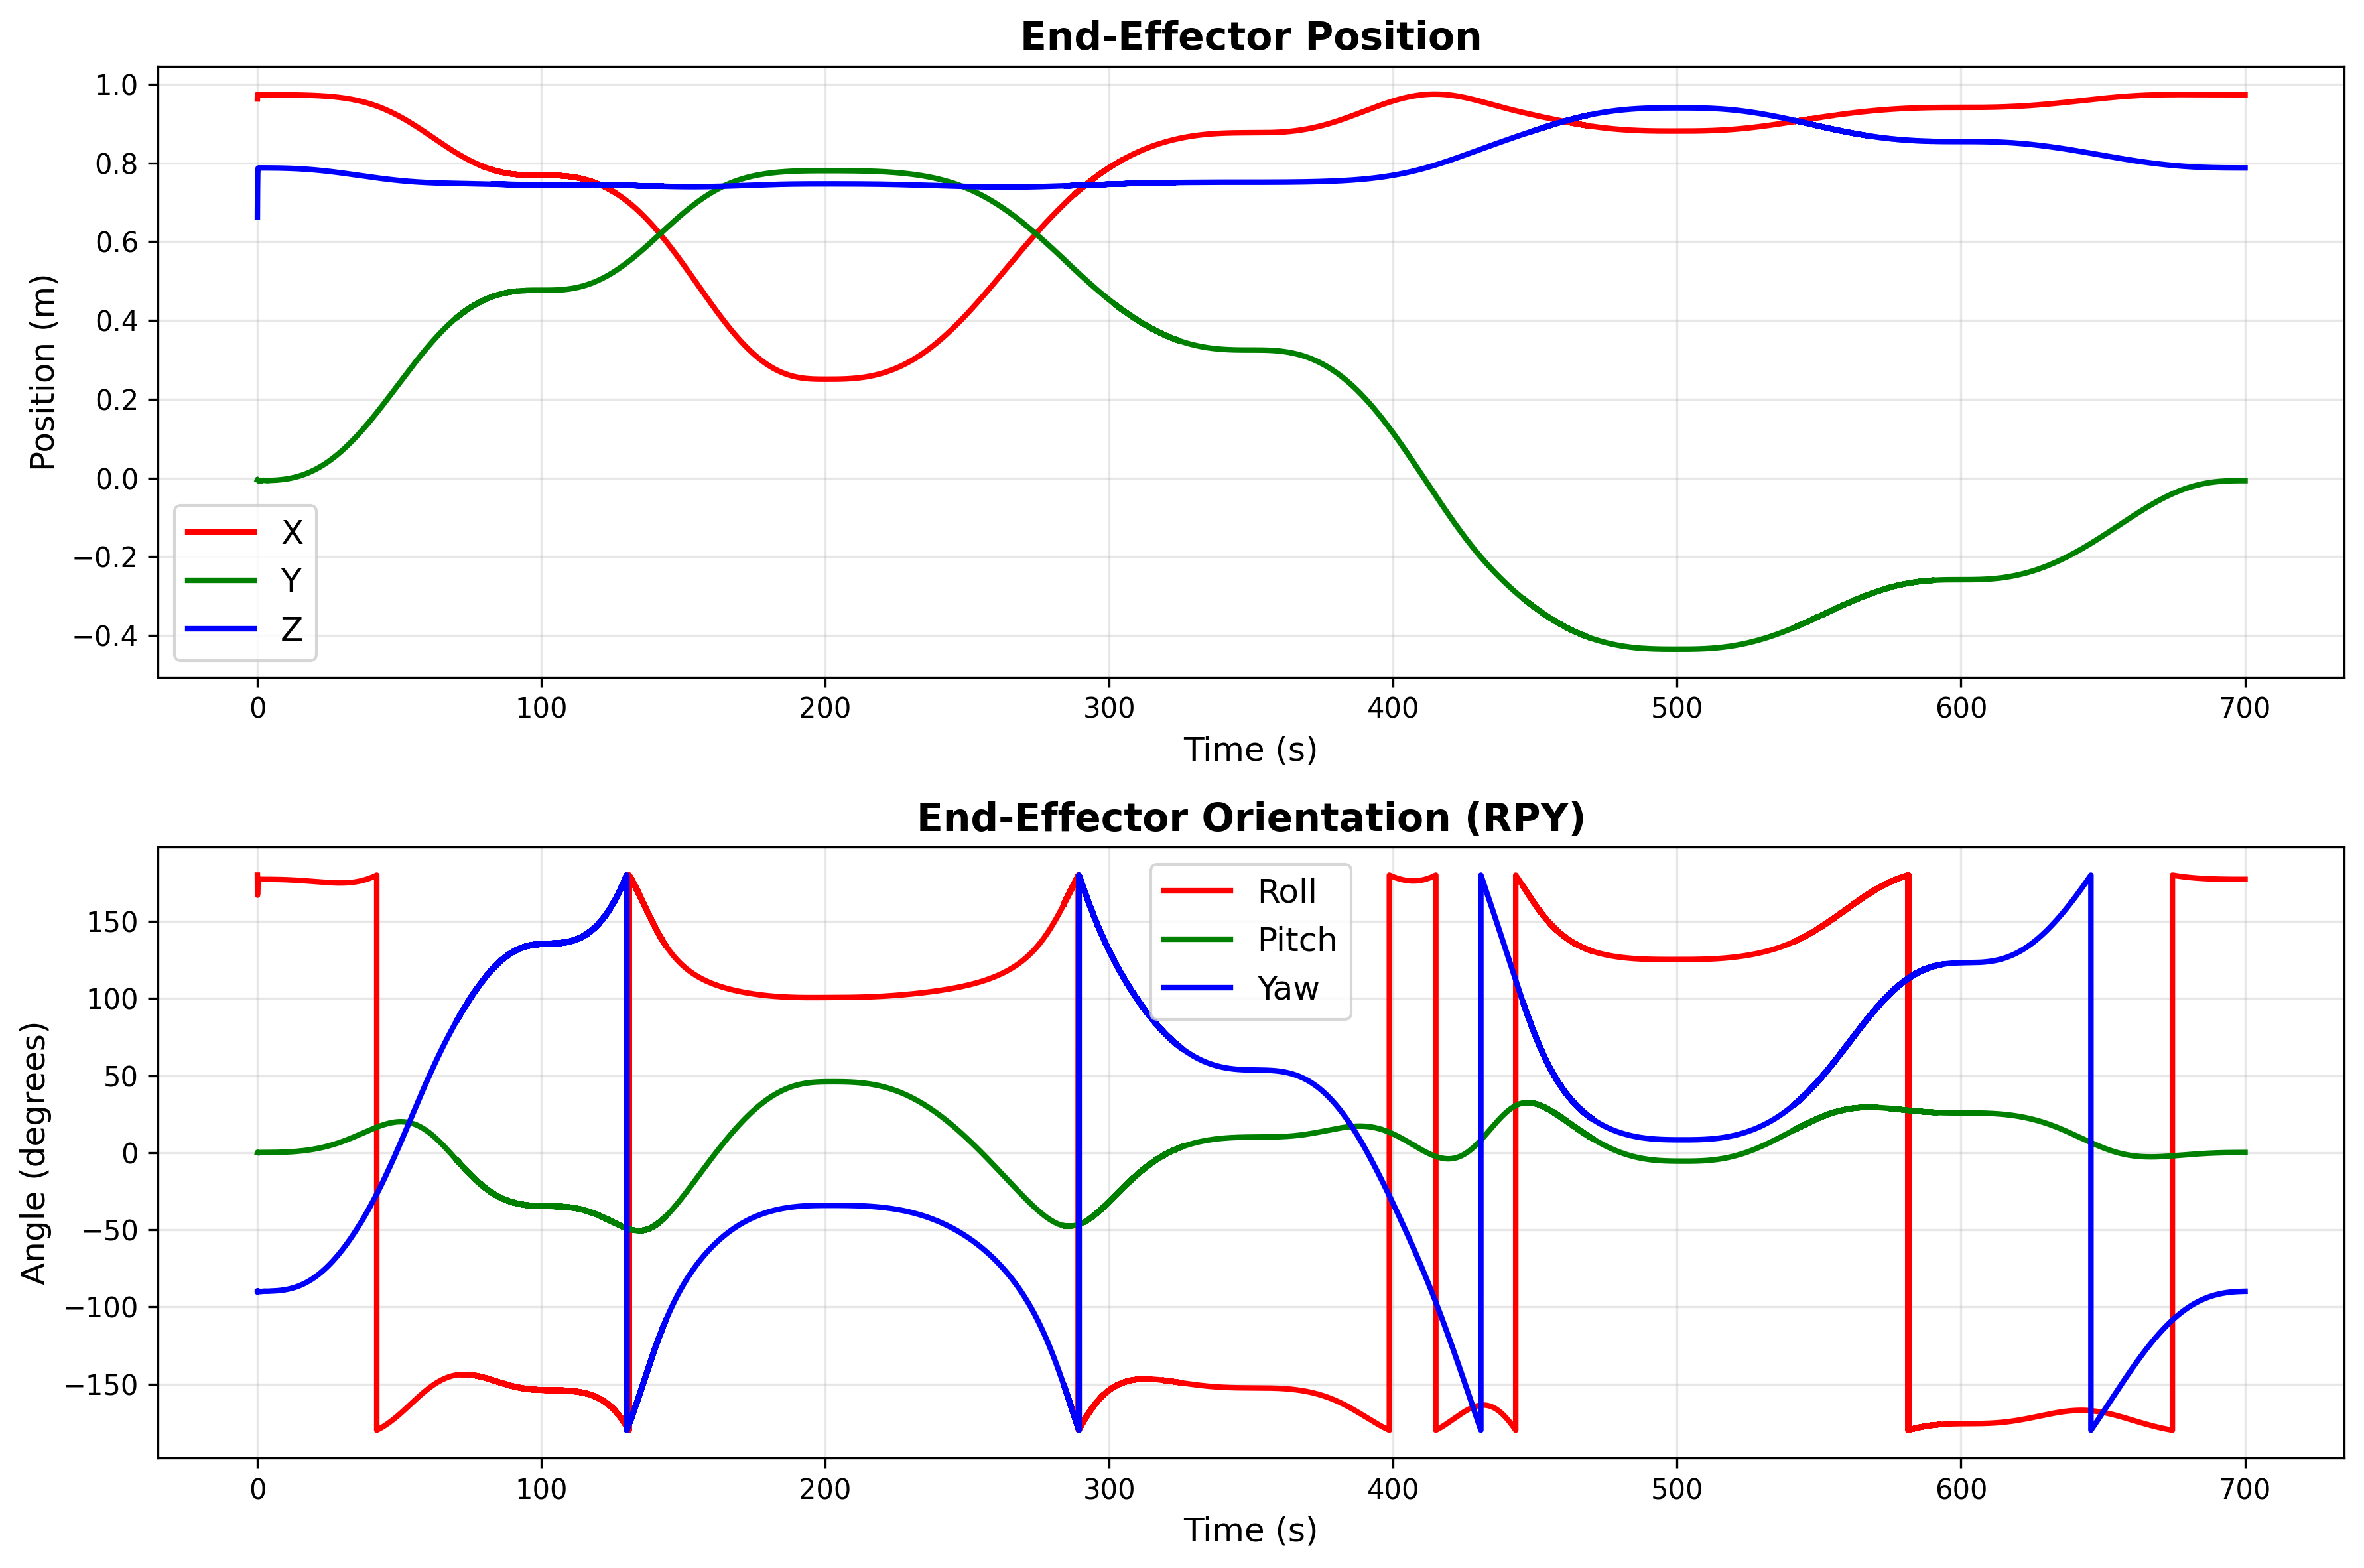 End-Effector Position
Position (m)
1.0
0.8
0.6
0.4
0.2
0.0
−0.2
−0.4
X
Y
Z
0 100 200 300 400 500 600 700
Time (s)
End-Effector Orientation (RPY)
Angle (degrees)
150
100
50
0
−50
−100
−150
Roll
Pitch
Yaw
0 100 200 300 400 500 600 700
Time (s)